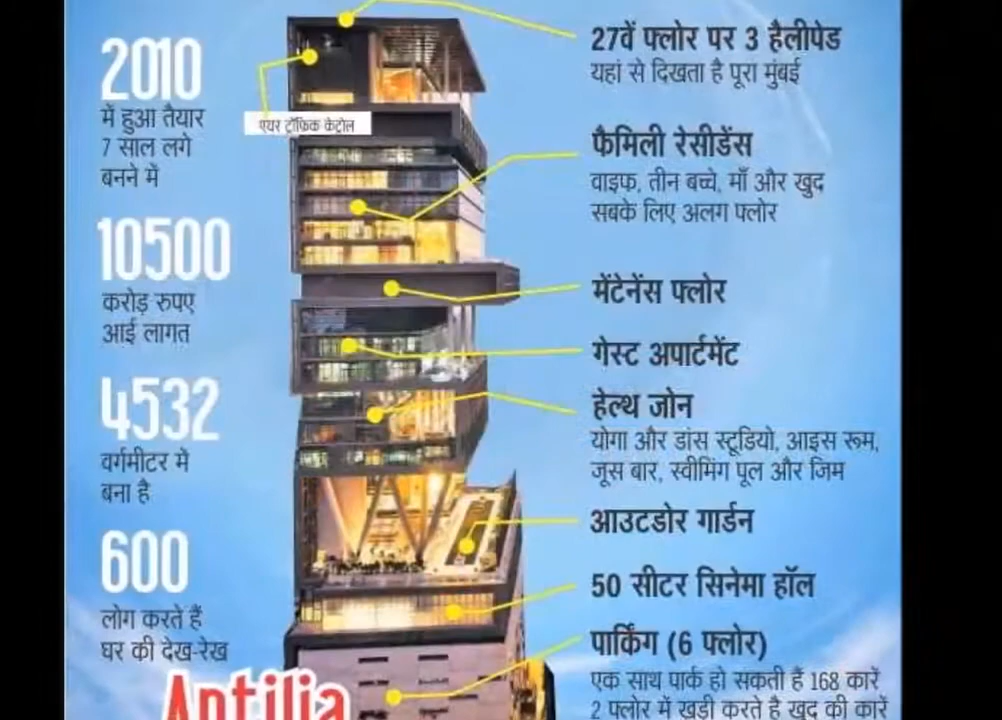 2010
में हुआ तैयार
7 साल लगे
बनने में
10500
करोड़ रुपए
आई लागत
4532
वर्गमीटर में
बना है
600
लोग करते हैं
घर की देख-रेख
Antilia
एयर ट्रॉफिक केट्रोल
27वें फ्लोर पर 3 हैलीपेड
यहां से दिखता है पूरा मुंबई
फैमिली रेसीडेंस
वाइफ, तीन बच्चे, माँ और खुद
सबके लिए अलग फ्लोर
मेंटेनेंस फ्लोर
गेस्ट अपार्टमेंट
हेल्थ जोन
योगा और डांस स्टूडियो, आइस रूम,
जूस बार, स्वीमिंग पूल और जिम
आउटडोर गार्डन
50 सीटर सिनेमा हॉल
पार्किंग (6 फ्लोर)
एक साथ पार्क हो सकती हैं 168 कारें
2 फ्लोर में खड़ी करते है खुद की कारें